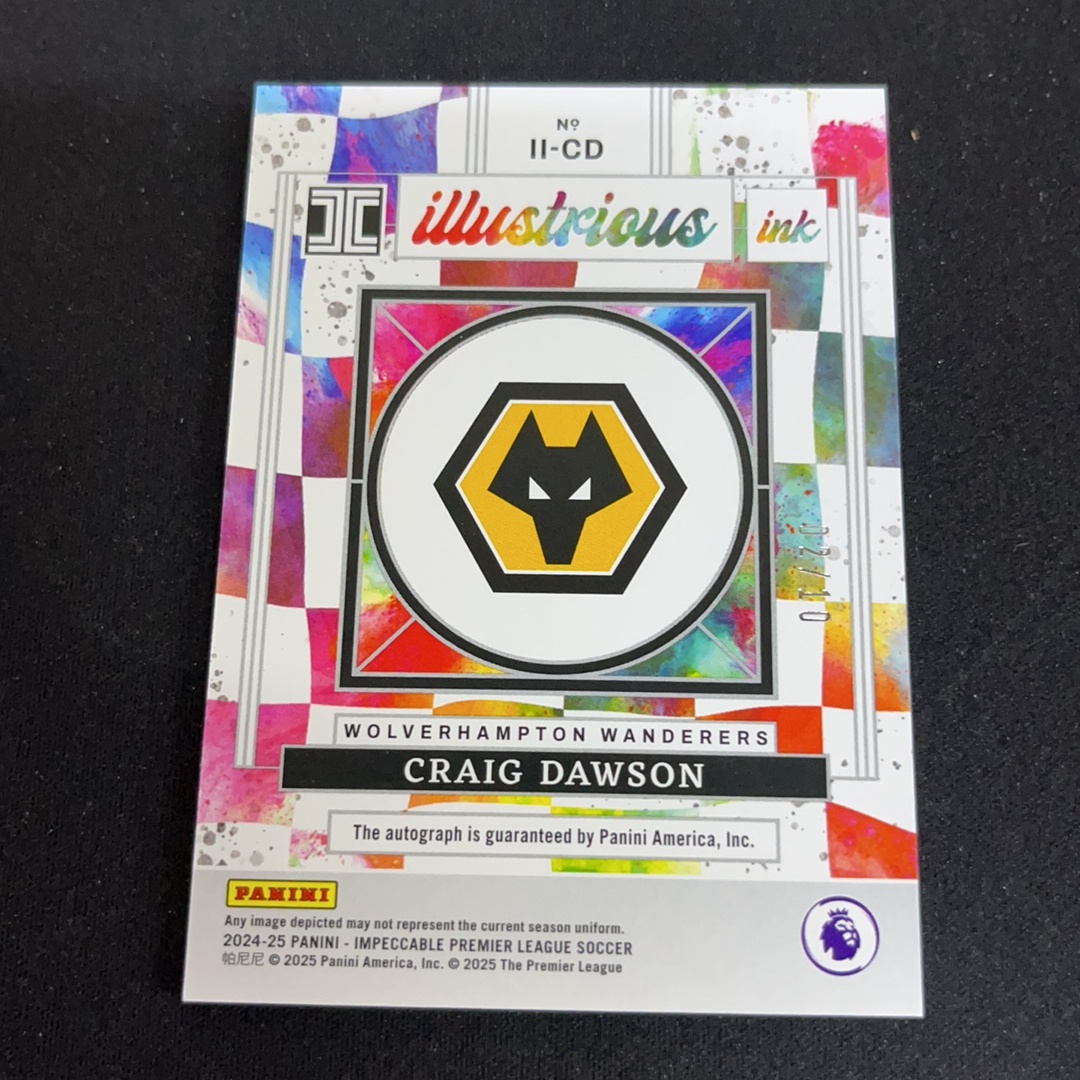 Nº
II-CD
illustrious
ink
02/10
WOLVERHAMPTON WANDERERS
CRAIG DAWSON
The autograph is guaranteed by Panini America, Inc.
PANINI
Any image depicted may not represent the current season uniform.
2024-25 PANINI - IMPECCABLE PREMIER LEAGUE SOCCER
帕尼尼 © 2025 Panini America, Inc. © 2025 The Premier League